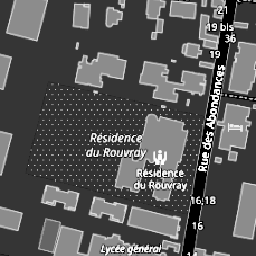 21
19 bis
36
19
Rue des Abondances
Résidence
du Rouvray
Résidence
du Rouvray
16;18
16
Lycée général